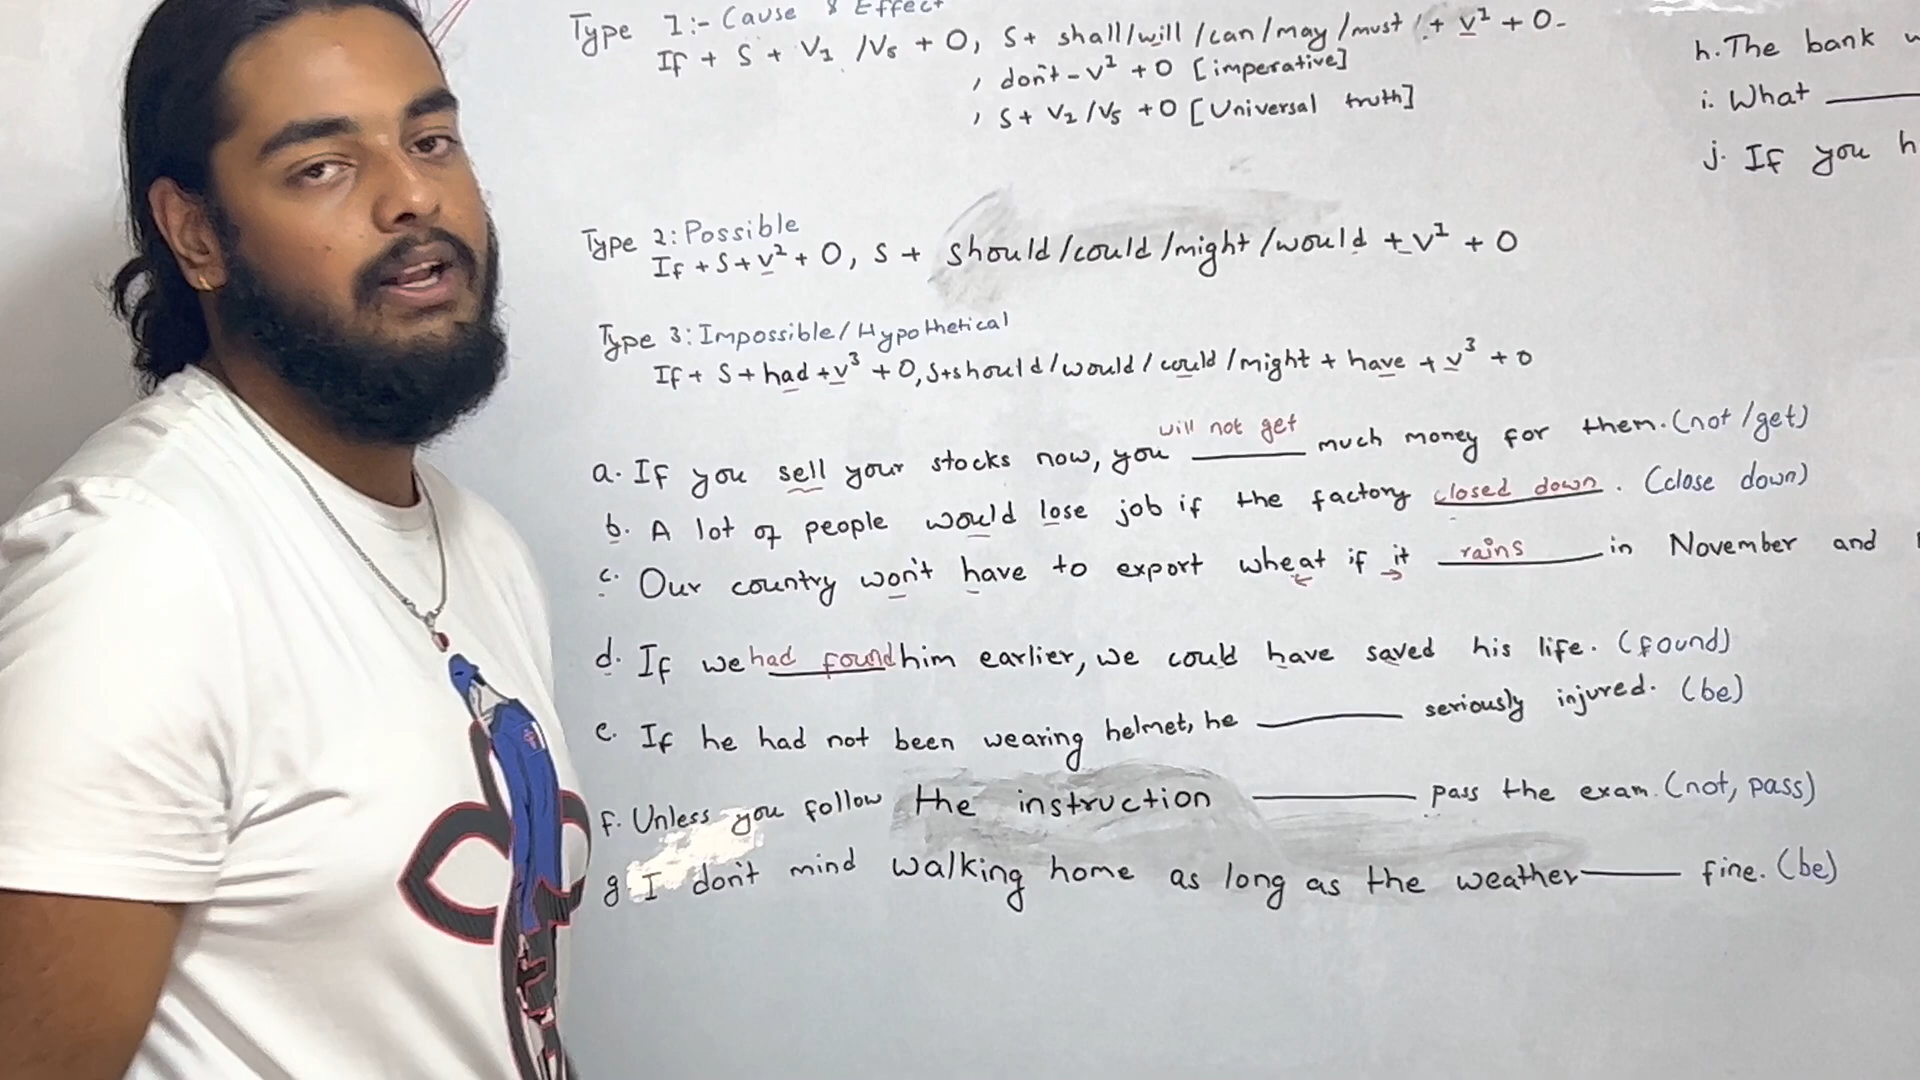 Type 1:- Cause & Effect
If + S + V1 /V5 + O, S+ shall/will/can/may/must + v1 + O.
, don't - v1 + O [imperative]
, S+ V1/V5 +O [Universal truth]
Type 2: Possible
If +S+v2+ O, S + should/could/might/would + v1 + O
Type 3: Impossible/Hypothetical
If + S+had+v3 + O, S+should/would/could/might + have + v3 + O
a. If you sell your stocks now, you will not get much money for them. (not/get)
b. A lot of people would lose job if the factory closed down. (close down)
c. Our country won't have to export wheat if it rains in November and
d. If we had found him earlier, we could have saved his life. (found)
e. If he had not been wearing helmet, he ______ seriously injured. (be)
f. Unless you follow the instruction ______ pass the exam. (not, pass)
g I don't mind walking home as long as the weather ______ fine. (be)
h. The bank
i. What ______
j. If you h